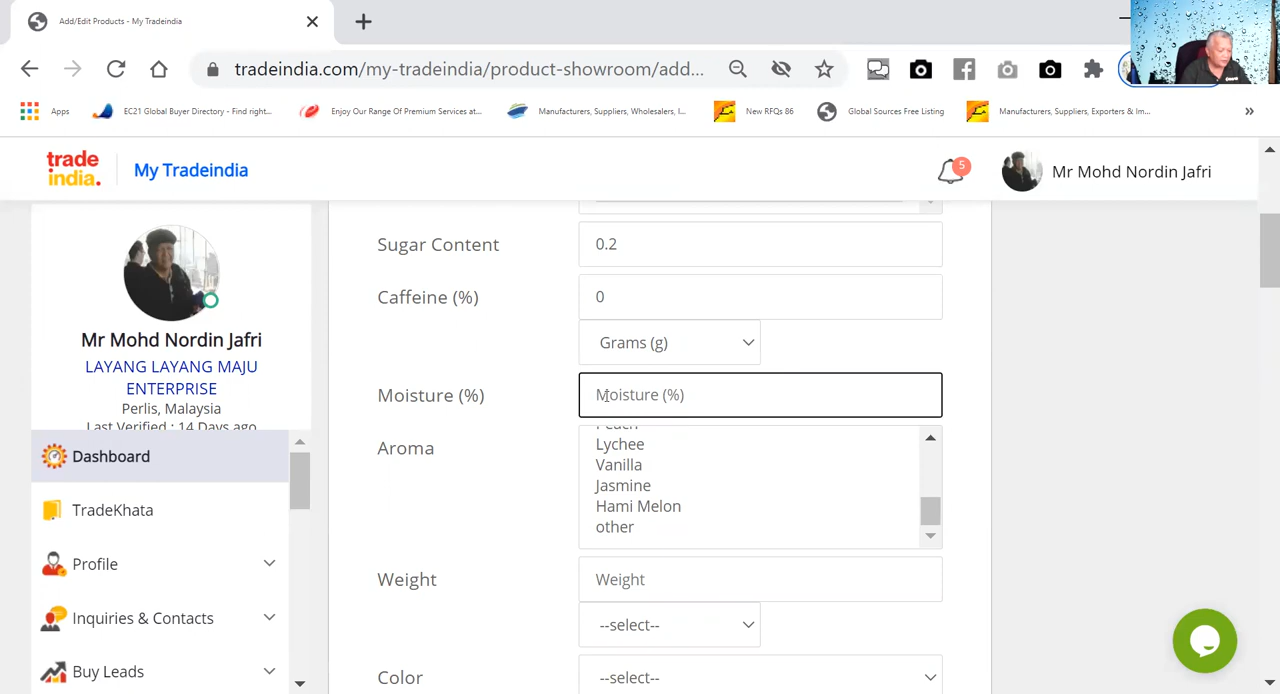 Add/Edit Products - My Tradeindia
tradeindia.com/my-tradeindia/product-showroom/add...
Apps
EC21 Global Buyer Directory - Find right...
Enjoy Our Range Of Premium Services at...
Manufacturers, Suppliers, Wholesalers, I...
New RFQs 86
Global Sources Free Listing
Manufacturers, Suppliers, Exporters & Im...
»
trade
india.
My Tradeindia
5
Mr Mohd Nordin Jafri
Mr Mohd Nordin Jafri
LAYANG LAYANG MAJU
ENTERPRISE
Perlis, Malaysia
Last Verified : 14 Days ago
Dashboard
TradeKhata
Profile
Inquiries & Contacts
Buy Leads
Sugar Content
0.2
Caffeine (%)
0
Grams (g)
Moisture (%)
Moisture (%)
Aroma
Peach
Lychee
Vanilla
Jasmine
Hami Melon
other
Weight
Weight
--select--
Color
--select--